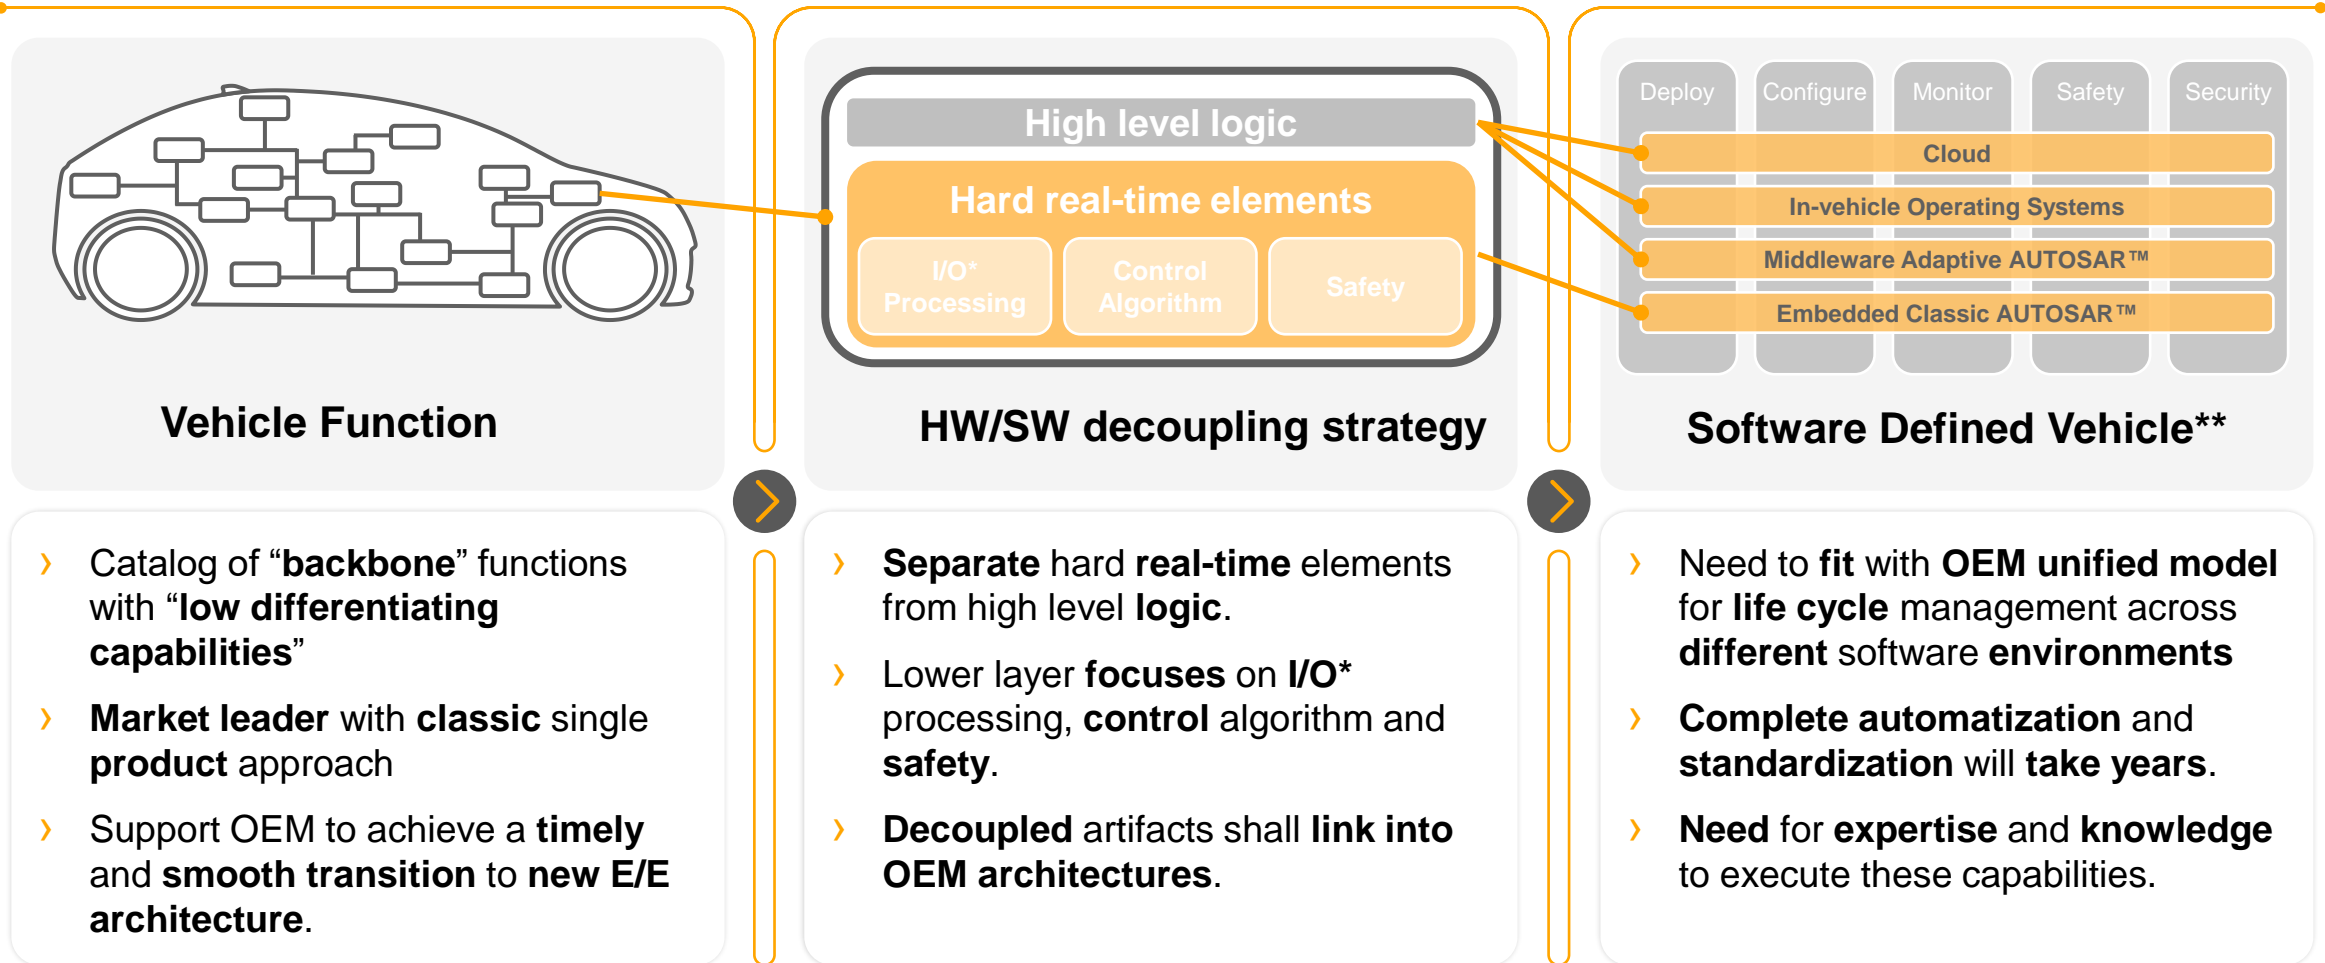 Vehicle Function
› Catalog of “backbone” functions
with “low differentiating
capabilities”
› Market leader with classic single
product approach
› Support OEM to achieve a timely
and smooth transition to new E/E
architecture.
High level logic
Hard real-time elements
I/O*
Processing
Control
Algorithm
Safety
HW/SW decoupling strategy
› Separate hard real-time elements
from high level logic.
› Lower layer focuses on I/O*
processing, control algorithm and
safety.
› Decoupled artifacts shall link into
OEM architectures.
Deploy Configure Monitor Safety Security
Cloud
In-vehicle Operating Systems
Middleware Adaptive AUTOSAR™
Embedded Classic AUTOSAR™
Software Defined Vehicle**
› Need to fit with OEM unified model
for life cycle management across
different software environments
› Complete automatization and
standardization will take years.
› Need for expertise and knowledge
to execute these capabilities.